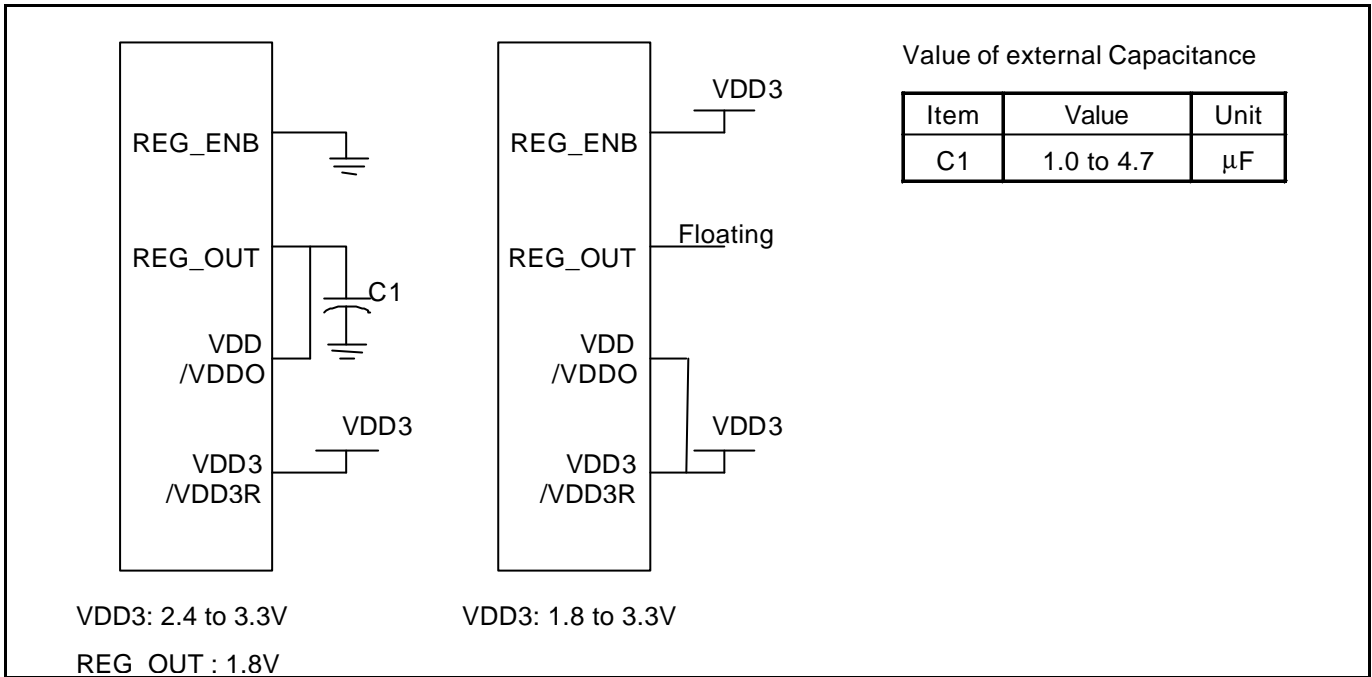 REG_ENB
REG_OUT
C1
VDD
/VDDO
VDD3
VDD3
/VDD3R
VDD3: 2.4 to 3.3V
REG_OUT : 1.8V
VDD3
REG_ENB
Floating
REG_OUT
VDD
/VDDO
VDD3
VDD3
/VDD3R
VDD3: 1.8 to 3.3V
Value of external Capacitance
Item Value Unit
C1 1.0 to 4.7 µF